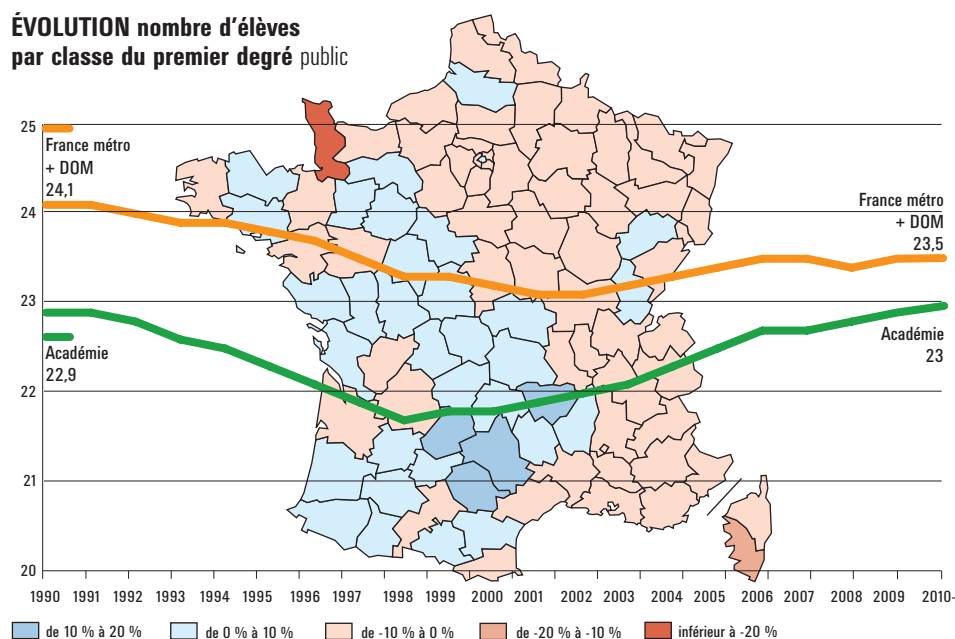 ÉVOLUTION nombre d'élèves
par classe du premier degré public
25
France métro
+ DOM
24,1
24
France métro
+ DOM
23,5
23
Académie
22,9
Académie
23
22
21
20
1990 1991 1992 1993 1994 1995 1996 1997 1998 1999 2000 2001 2002 2003 2004 2005 2006 2007 2008 2009 2010-
de 10 % à 20 % de 0 % à 10 % de -10 % à 0 % de -20 % à -10 % inférieur à -20 %